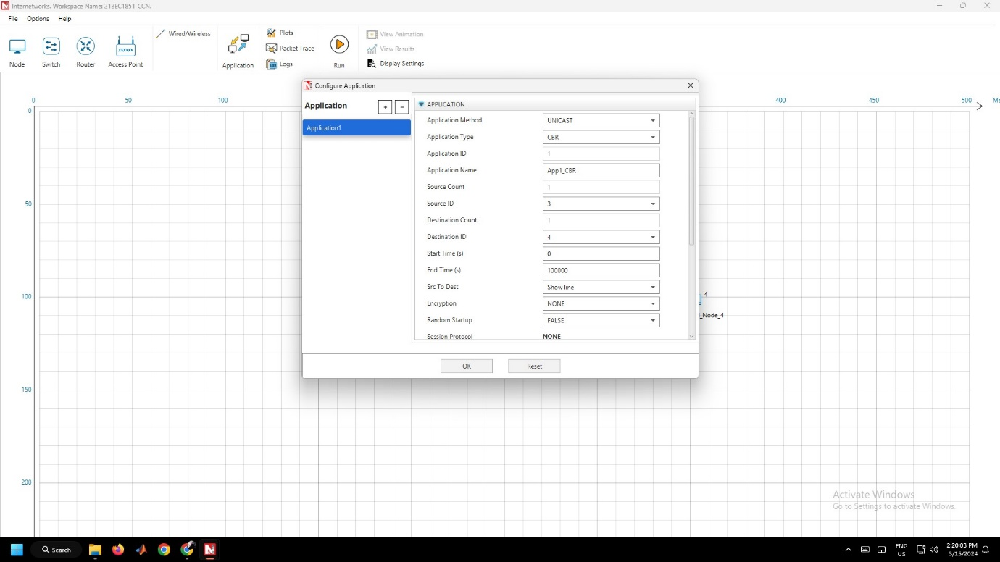 Internetworks. Workspace Name: 21BEC1851_CCN.
File Options Help
Node
Switch
Router
Access Point
Wired/Wireless
Application
Plots
Packet Trace
Logs
Run
View Animation
View Results
Display Settings
Configure Application
0 50 100 400 450 500 Me
0
50
100
150
200
Application + -
Application1
APPLICATION
Application Method UNICAST
Application Type CBR
Application ID 1
Application Name App1_CBR
Source Count 1
Source ID 3
Destination Count 1
Destination ID 4
Start Time (s) 0
End Time (s) 100000
Src To Dest Show line
Encryption NONE
Random Startup FALSE
Session Protocol NONE
OK Reset
4
_Node_4
Activate Windows
Go to Settings to activate Windows.
Search
ENG
US
2:20:03 PM
3/15/2024